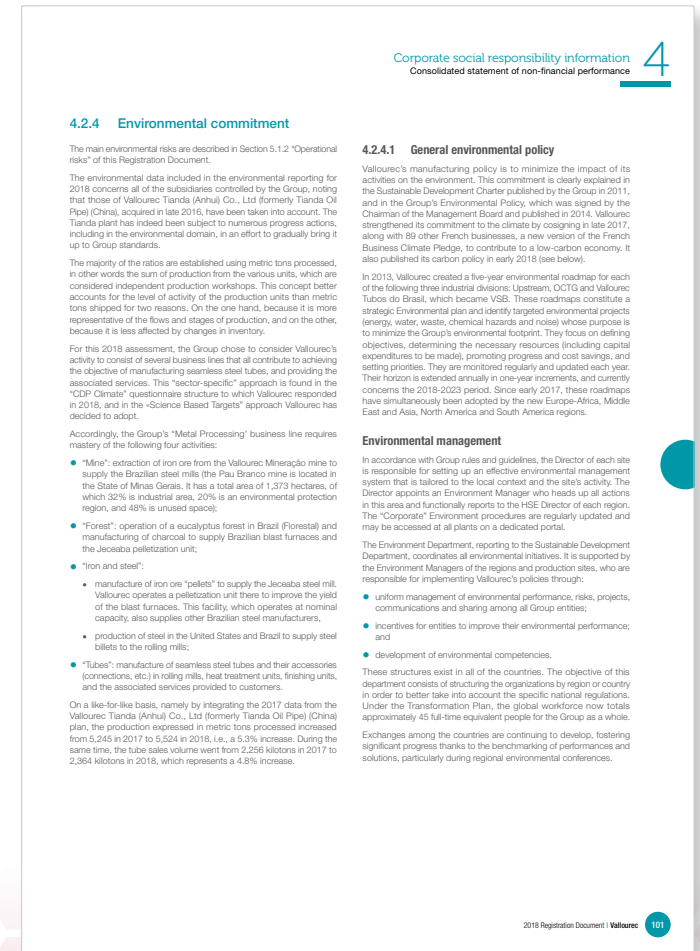 Corporate social responsibility information
Consolidated statement of non-financial performance
4
4.2.4 Environmental commitment
The main environmental risks are described in Section 5.1.2 “Operational
risks” of this Registration Document.
The environmental data included in the environmental reporting for
2018 concerns all of the subsidiaries controlled by the Group, noting
that those of Vallourec Tianda (Anhui) Co., Ltd (formerly Tianda Oil
Pipe) (China), acquired in late 2016, have been taken into account. The
Tianda plant has indeed been subject to numerous progress actions,
including in the environmental domain, in an effort to gradually bring it
up to Group standards.
The majority of the ratios are established using metric tons processed,
in other words the sum of production from the various units, which are
considered independent production workshops. This concept better
accounts for the level of activity of the production units than metric
tons shipped for two reasons. On the one hand, because it is more
representative of the flows and stages of production, and on the other,
because it is less affected by changes in inventory.
For this 2018 assessment, the Group chose to consider Vallourec’s
activity to consist of several business lines that all contribute to achieving
the objective of manufacturing seamless steel tubes, and providing the
associated services. This “sector-specific” approach is found in the
“CDP Climate” questionnaire structure to which Vallourec responded
in 2018, and in the «Science Based Targets” approach Vallourec has
decided to adopt.
Accordingly, the Group’s “Metal Processing’ business line requires
mastery of the following four activities:
● “Mine”: extraction of iron ore from the Vallourec Mineração mine to
supply the Brazilian steel mills (the Pau Branco mine is located in
the State of Minas Gerais. It has a total area of 1,373 hectares, of
which 32% is industrial area, 20% is an environmental protection
region, and 48% is unused space);
● “Forest”: operation of a eucalyptus forest in Brazil (Florestal) and
manufacturing of charcoal to supply Brazilian blast furnaces and
the Jeceaba pelletization unit;
● “Iron and steel”:
• manufacture of iron ore “pellets” to supply the Jeceaba steel mill.
Vallourec operates a pelletization unit there to improve the yield
of the blast furnaces. This facility, which operates at nominal
capacity, also supplies other Brazilian steel manufacturers,
• production of steel in the United States and Brazil to supply steel
billets to the rolling mills;
● “Tubes”: manufacture of seamless steel tubes and their accessories
(connections, etc.) in rolling mills, heat treatment units, finishing units,
and the associated services provided to customers.
On a like-for-like basis, namely by integrating the 2017 data from the
Vallourec Tianda (Anhui) Co., Ltd (formerly Tianda Oil Pipe) (China)
plan, the production expressed in metric tons processed increased
from 5,245 in 2017 to 5,524 in 2018, i.e., a 5.3% increase. During the
same time, the tube sales volume went from 2,256 kilotons in 2017 to
2,364 kilotons in 2018, which represents a 4.8% increase.
4.2.4.1 General environmental policy
Vallourec’s manufacturing policy is to minimize the impact of its
activities on the environment. This commitment is clearly explained in
the Sustainable Development Charter published by the Group in 2011,
and in the Group’s Environmental Policy, which was signed by the
Chairman of the Management Board and published in 2014. Vallourec
strengthened its commitment to the climate by cosigning in late 2017,
along with 89 other French businesses, a new version of the French
Business Climate Pledge, to contribute to a low-carbon economy. It
also published its carbon policy in early 2018 (see below).
In 2013, Vallourec created a five-year environmental roadmap for each
of the following three industrial divisions: Upstream, OCTG and Vallourec
Tubos do Brasil, which became VSB. These roadmaps constitute a
strategic Environmental plan and identify targeted environmental projects
(energy, water, waste, chemical hazards and noise) whose purpose is
to minimize the Group’s environmental footprint. They focus on defining
objectives, determining the necessary resources (including capital
expenditures to be made), promoting progress and cost savings, and
setting priorities. They are monitored regularly and updated each year.
Their horizon is extended annually in one-year increments, and currently
concerns the 2018-2023 period. Since early 2017, these roadmaps
have simultaneously been adopted by the new Europe-Africa, Middle
East and Asia, North America and South America regions.
Environmental management
In accordance with Group rules and guidelines, the Director of each site
is responsible for setting up an effective environmental management
system that is tailored to the local context and the site’s activity. The
Director appoints an Environment Manager who heads up all actions
in this area and functionally reports to the HSE Director of each region.
The “Corporate” Environment procedures are regularly updated and
may be accessed at all plants on a dedicated portal.
The Environment Department, reporting to the Sustainable Development
Department, coordinates all environmental initiatives. It is supported by
the Environment Managers of the regions and production sites, who are
responsible for implementing Vallourec’s policies through:
● uniform management of environmental performance, risks, projects,
communications and sharing among all Group entities;
● incentives for entities to improve their environmental performance;
and
● development of environmental competencies.
These structures exist in all of the countries. The objective of this
department consists of structuring the organizations by region or country
in order to better take into account the specific national regulations.
Under the Transformation Plan, the global workforce now totals
approximately 45 full-time equivalent people for the Group as a whole.
Exchanges among the countries are continuing to develop, fostering
significant progress thanks to the benchmarking of performances and
solutions, particularly during regional environmental conferences.
2018 Registration Document I Vallourec 101